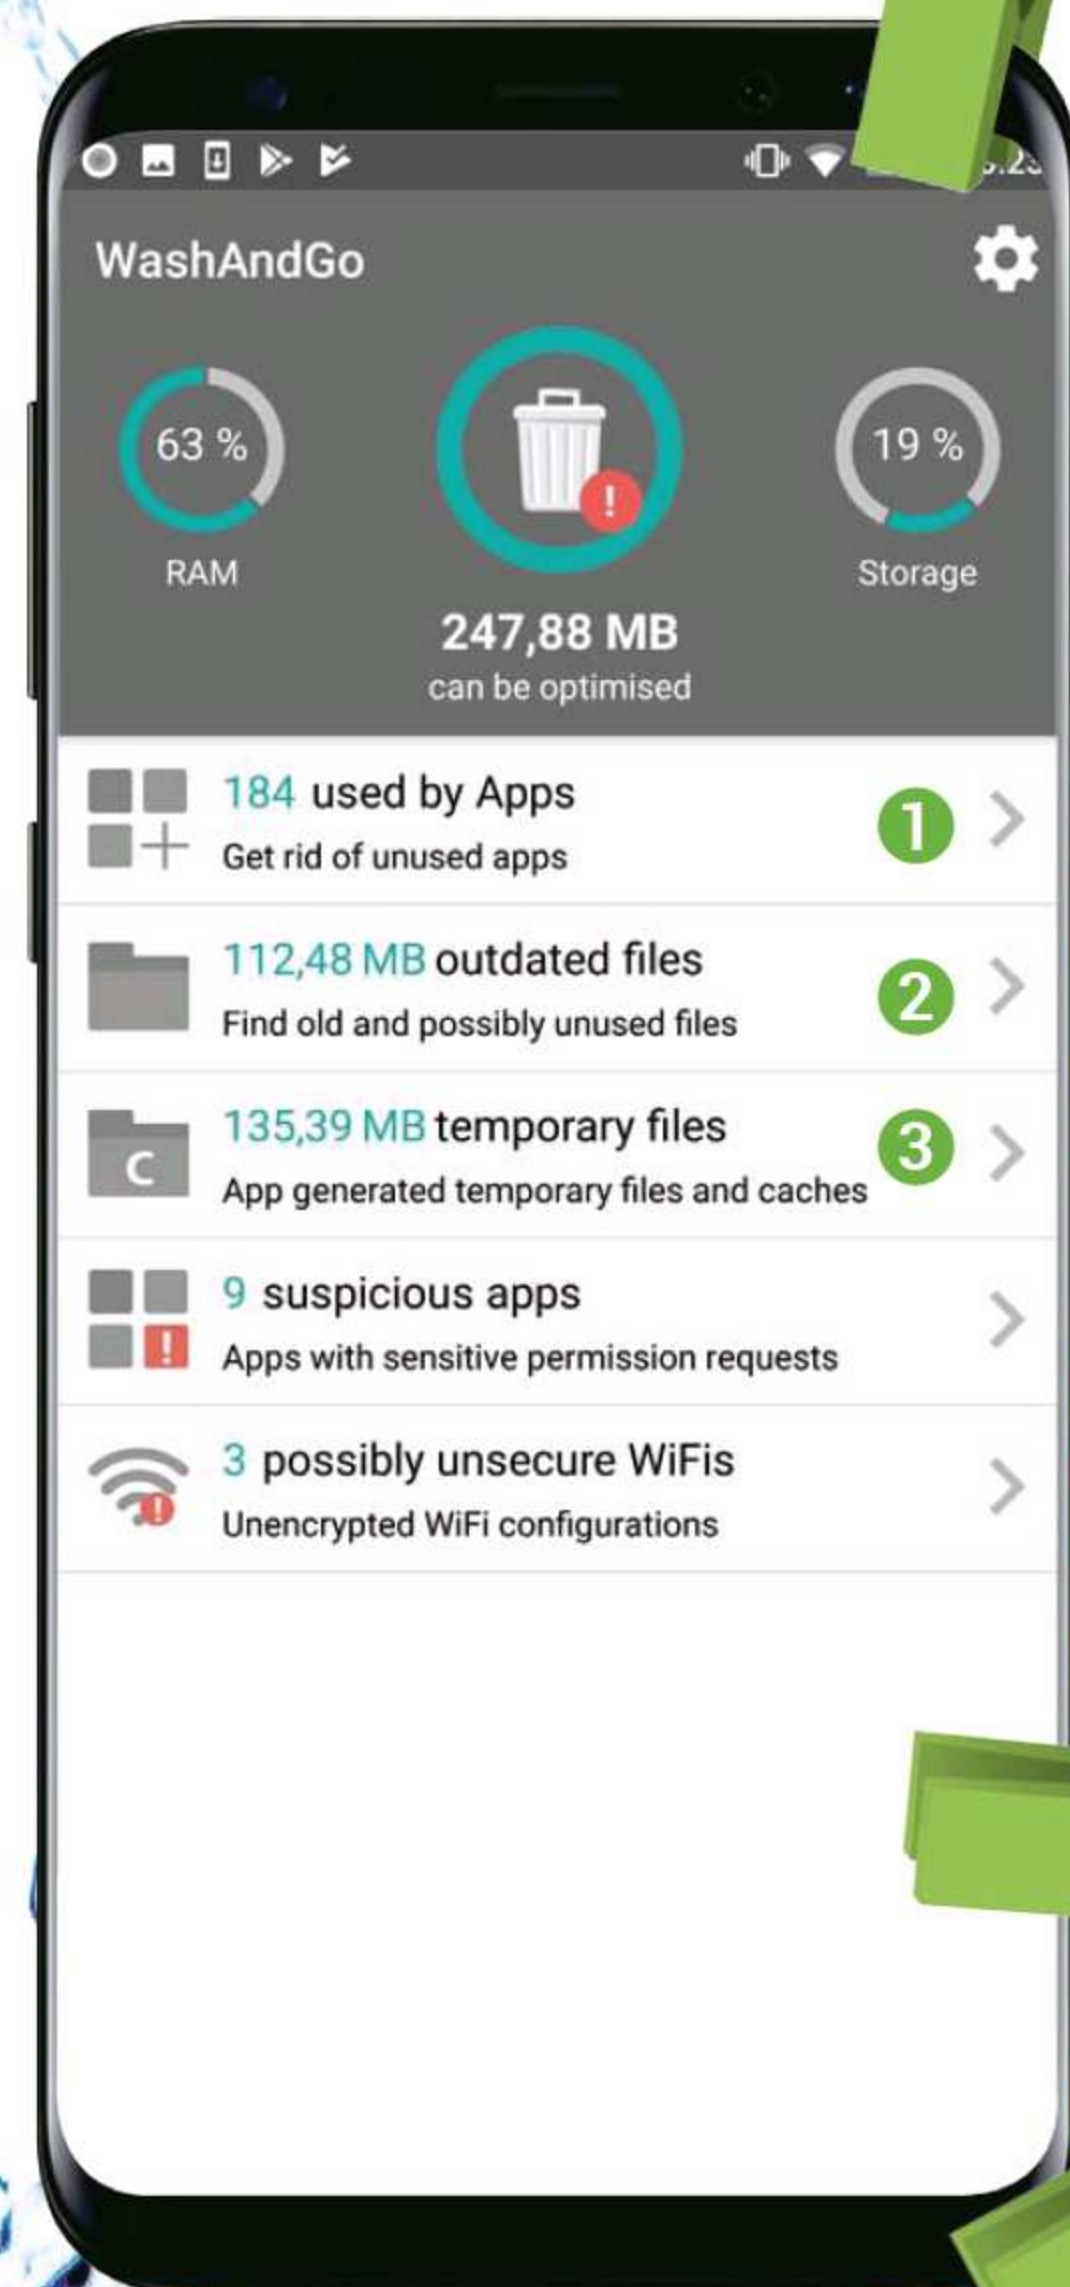 WashAndGo
63 %
19 %
RAM
Storage
247,88 MB
can be optimised
184 used by Apps
Get rid of unused apps
1
112,48 MB outdated files
Find old and possibly unused files
2
135,39 MB temporary files
App generated temporary files and caches
3
9 suspicious apps
Apps with sensitive permission requests
3 possibly unsecure WiFis
Unencrypted WiFi configurations